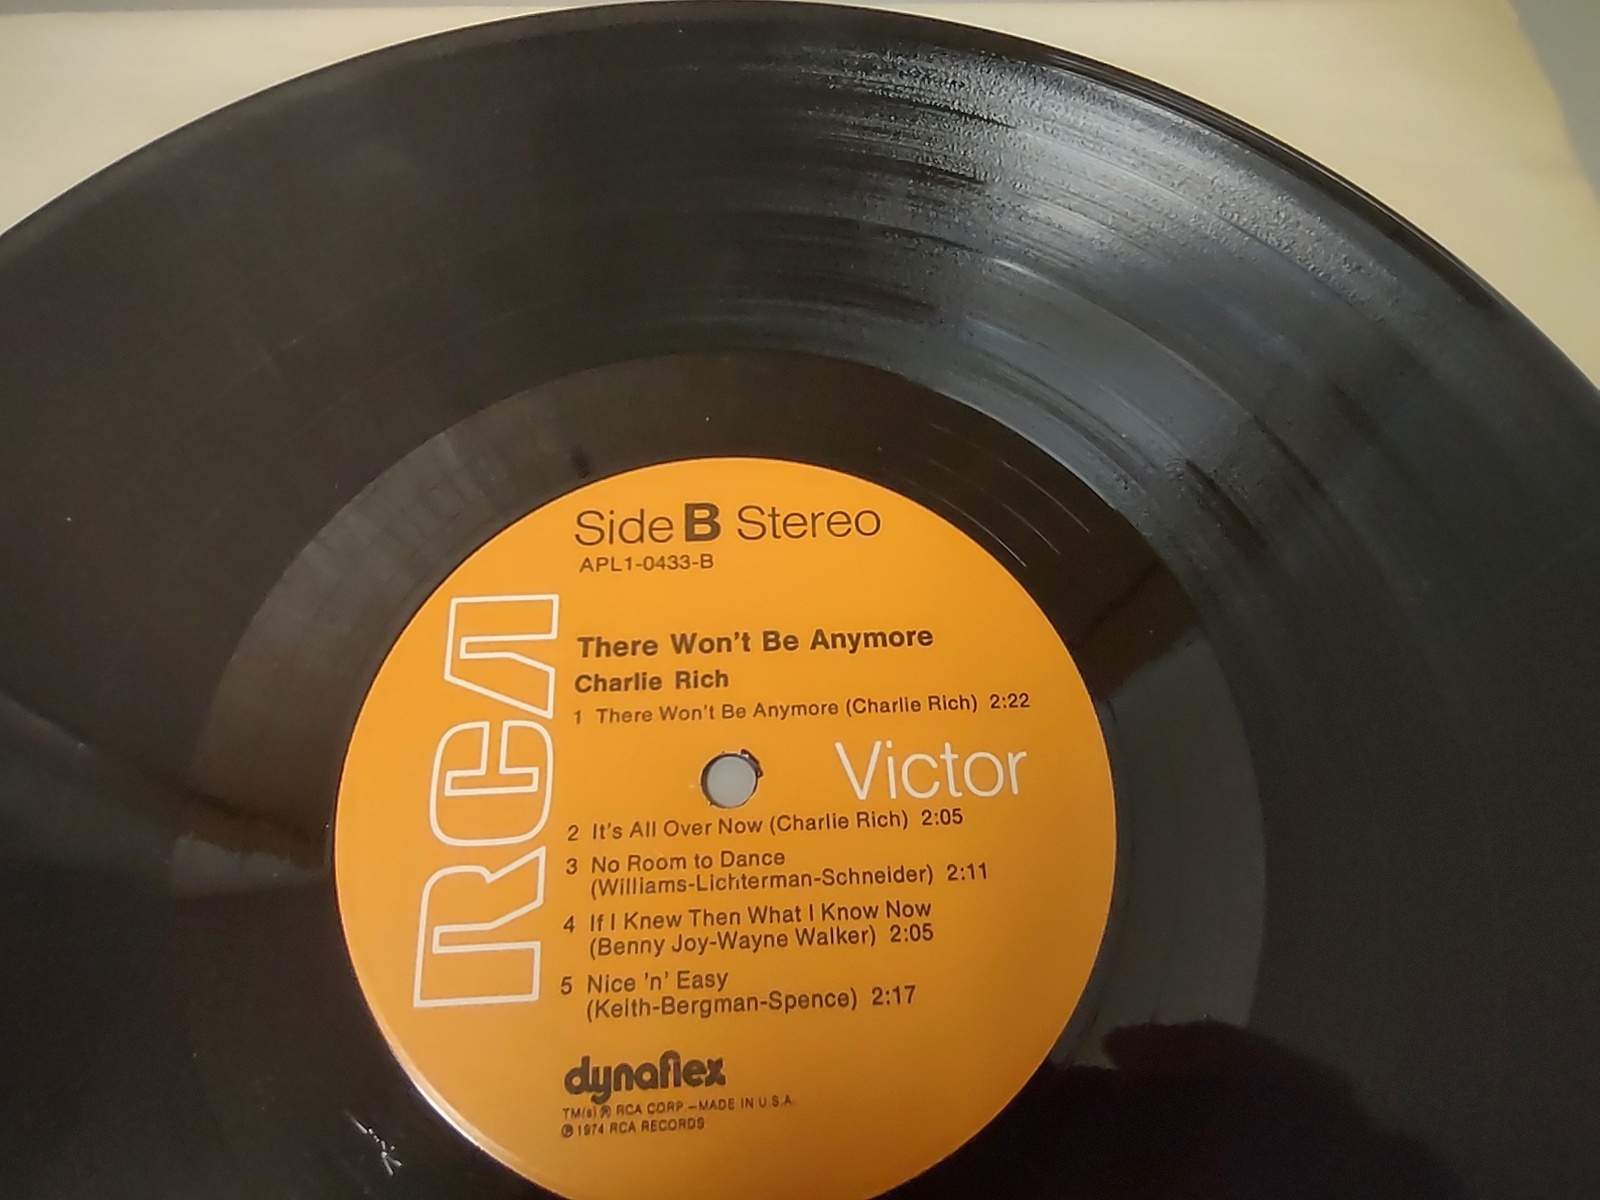 Side B Stereo
APL1-0433-B
RCA
There Won't Be Anymore
Charlie Rich
1 There Won't Be Anymore (Charlie Rich) 2:22
Victor
2 It's All Over Now (Charlie Rich) 2:05
3 No Room to Dance
(Williams-Lichterman-Schneider) 2:11
4 If I Knew Then What I Know Now
(Benny Joy-Wayne Walker) 2:05
5 Nice 'n' Easy
(Keith-Bergman-Spence) 2:17
dynaflex
TM(s) ® RCA CORP.—MADE IN U.S.A.
℗ 1974 RCA RECORDS